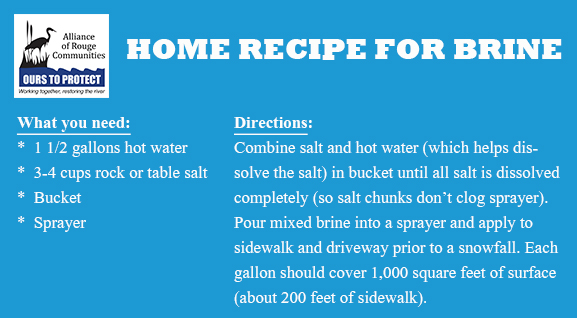 Alliance
of Rouge
Communities
OURS TO PROTECT
Working together, restoring the river
HOME RECIPE FOR BRINE
What you need:
* 1 1/2 gallons hot water
* 3-4 cups rock or table salt
* Bucket
* Sprayer
Directions:
Combine salt and hot water (which helps dis-
solve the salt) in bucket until all salt is dissolved
completely (so salt chunks don't clog sprayer).
Pour mixed brine into a sprayer and apply to
sidewalk and driveway prior to a snowfall. Each
gallon should cover 1,000 square feet of surface
(about 200 feet of sidewalk).